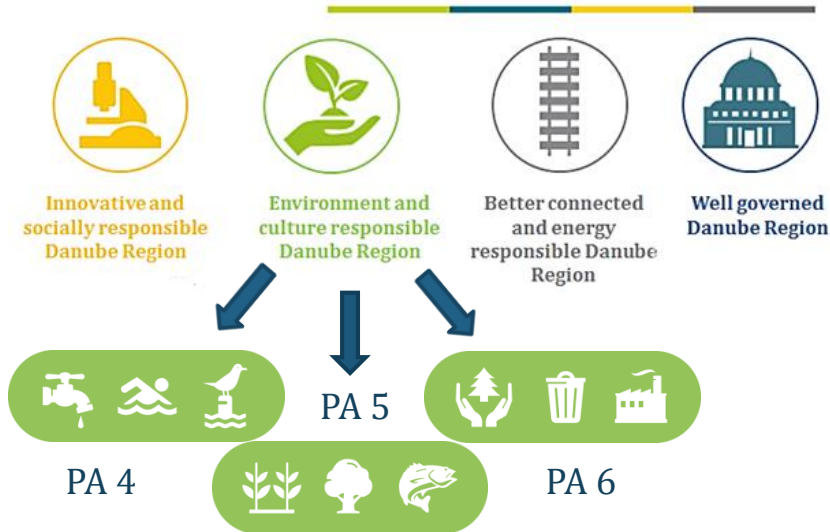 Innovative and
socially responsible
Danube Region
Environment and
culture responsible
Danube Region
Better connected
and energy
responsible Danube
Region
Well governed
Danube Region
PA 5
PA 4
PA 6